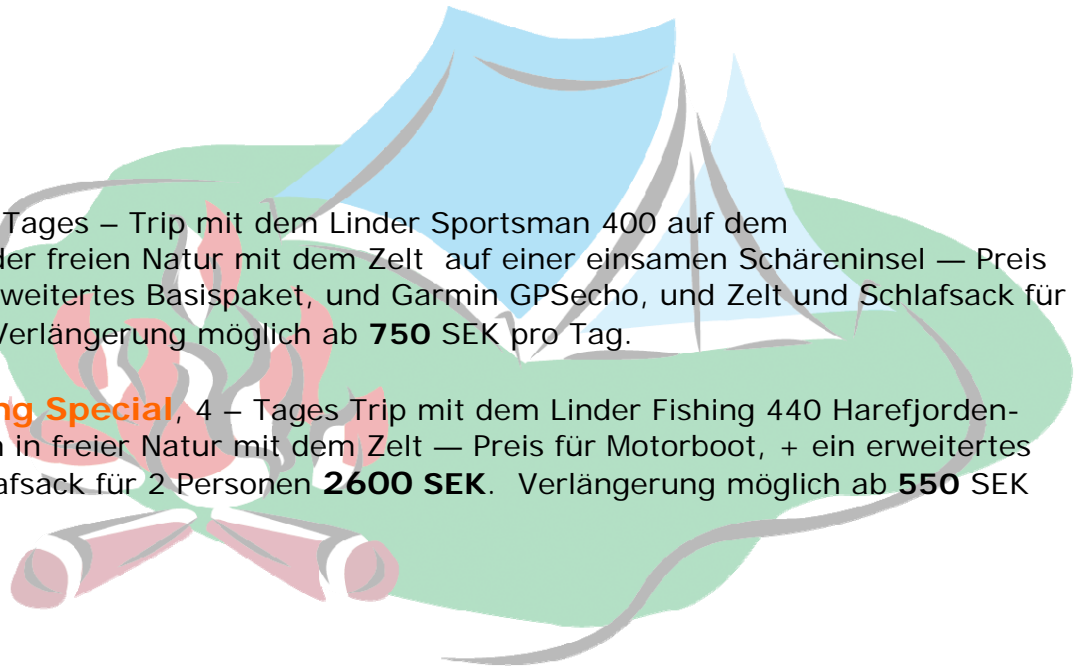 Tages – Trip mit dem Linder Sportsman 400 auf dem
der freien Natur mit dem Zelt  auf einer einsamen Schäreninsel — Preis
weitertes Basispaket, und Garmin GPSecho, und Zelt und Schlafsack für
Verlängerung möglich ab 750 SEK pro Tag.
ng Special, 4 – Tages Trip mit dem Linder Fishing 440 Harefjorden-
in freier Natur mit dem Zelt — Preis für Motorboot, + ein erweitertes
afsack für 2 Personen 2600 SEK.  Verlängerung möglich ab 550 SEK